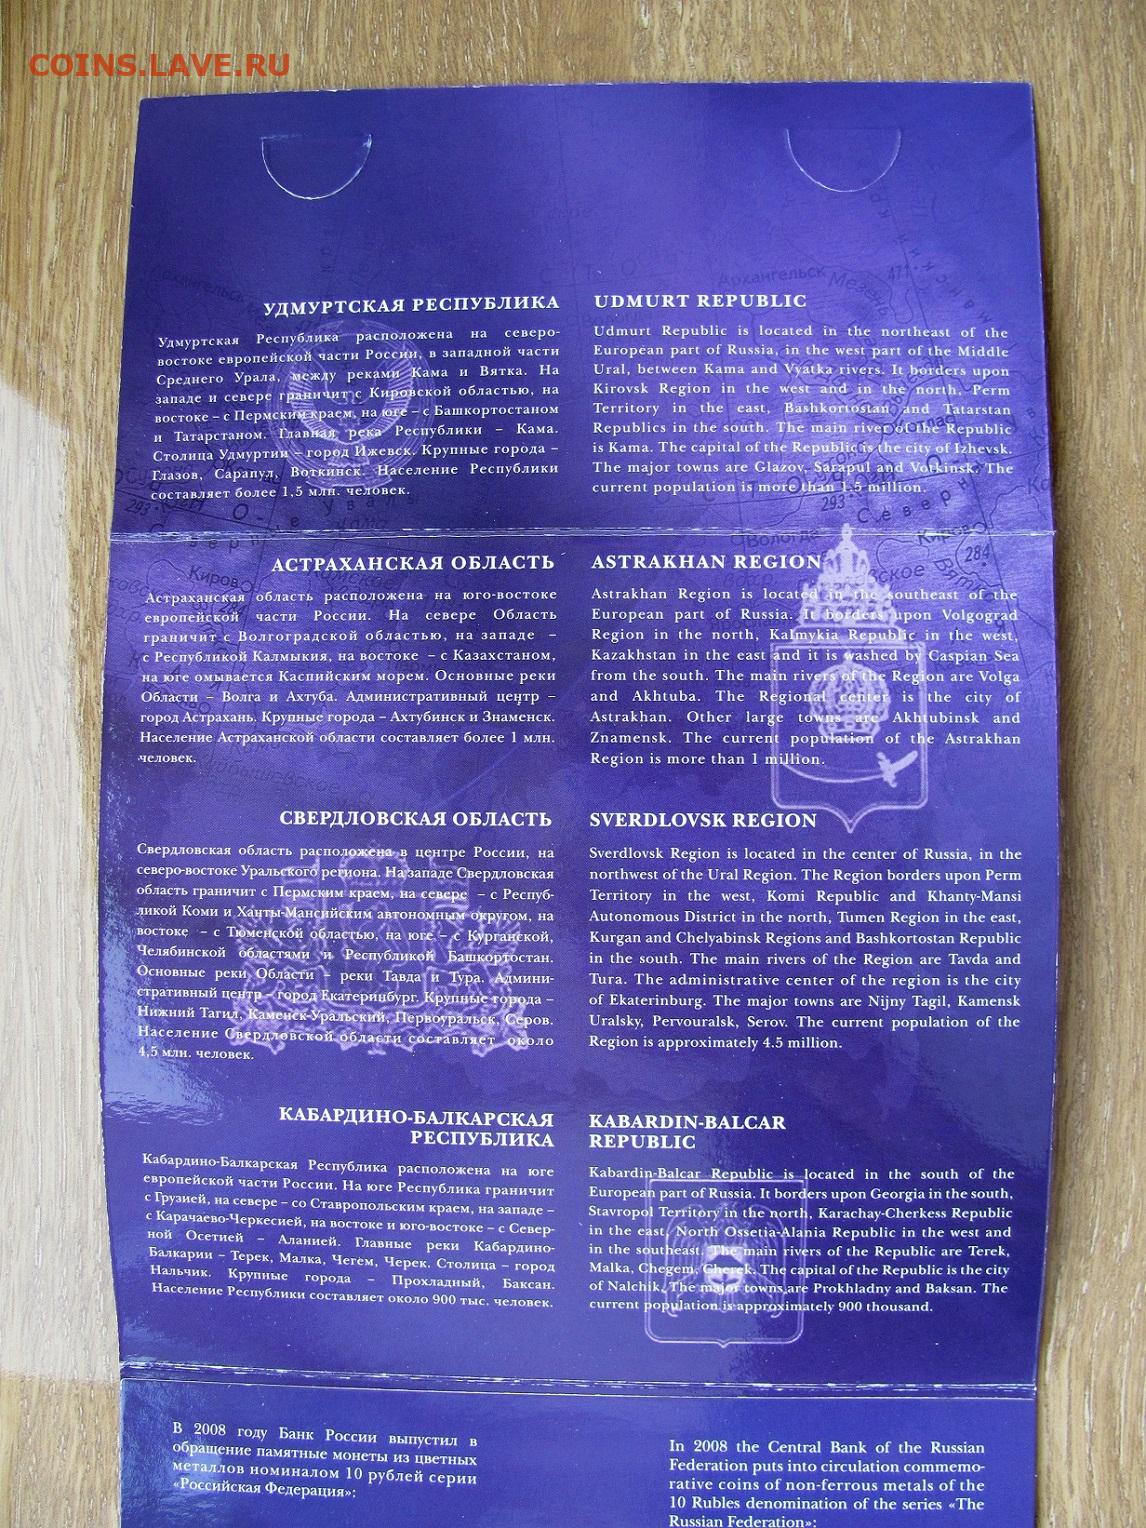 COINS.LAVE.RU
УДМУРТСКАЯ РЕСПУБЛИКА
Удмуртская Республика расположена на северо-
востоке европейской части России, в западной части
Среднего Урала, между реками Кама и Вятка. На
западе и севере граничит с Кировской областью, на
востоке – с Пермским краем, на юге – с Башкортостаном
и Татарстаном. Главная река Республики – Кама.
Столица Удмуртии – город Ижевск. Крупные города –
Глазов, Сарапул, Воткинск. Население Республики
составляет более 1,5 млн. человек.
UDMURT REPUBLIC
Udmurt Republic is located in the northeast of the
European part of Russia, in the west part of the Middle
Ural, between Kama and Vyatka rivers. It borders upon
Kirovsk Region in the west and in the north, Perm
Territory in the east, Bashkortostan and Tatarstan
Republics in the south. The main river of the Republic
is Kama. The capital of the Republic is the city of Izhevsk.
The major towns are Glazov, Sarapul and Votkinsk. The
current population is more than 1.5 million.
АСТРАХАНСКАЯ ОБЛАСТЬ
Астраханская область расположена на юго-востоке
европейской части России. На севере Область
граничит с Волгоградской областью, на западе –
с Республикой Калмыкия, на востоке – с Казахстаном,
на юге омывается Каспийским морем. Основные реки
Области – Волга и Ахтуба. Административный центр –
город Астрахань. Крупные города – Ахтубинск и Знаменск.
Население Астраханской области составляет более 1 млн.
человек.
ASTRAKHAN REGION
Astrakhan Region is located in the southeast of the
European part of Russia. It borders upon Volgograd
Region in the north, Kalmykia Republic in the west,
Kazakhstan in the east and it is washed by Caspian Sea
from the south. The main rivers of the Region are Volga
and Akhtuba. The Regional center is the city of
Astrakhan. Other large towns are Akhtubinsk and
Znamensk. The current population of the Astrakhan
Region is more than 1 million.
СВЕРДЛОВСКАЯ ОБЛАСТЬ
Свердловская область расположена в центре России, на
северо-востоке Уральского региона. На западе Свердловская
область граничит с Пермским краем, на севере – с Респуб-
ликой Коми и Ханты-Мансийским автономным округом, на
востоке – с Тюменской областью, на юге – с Курганской,
Челябинской областями и Республикой Башкортостан.
Основные реки Области – реки Тавда и Тура. Админи-
стративный центр – город Екатеринбург. Крупные города –
Нижний Тагил, Каменск-Уральский, Первоуральск, Серов.
Население Свердловской области составляет около
4,5 млн. человек.
SVERDLOVSK REGION
Sverdlovsk Region is located in the center of Russia, in the
northwest of the Ural Region. The Region borders upon Perm
Territory in the west, Komi Republic and Khanty-Mansi
Autonomous District in the north, Tumen Region in the east,
Kurgan and Chelyabinsk Regions and Bashkortostan Republic
in the south. The main rivers of the Region are Tavda and
Tura. The administrative center of the region is the city
of Ekaterinburg. The major towns are Nijny Tagil, Kamensk
Uralsky, Pervouralsk, Serov. The current population of the
Region is approximately 4.5 million.
КАБАРДИНО-БАЛКАРСКАЯ
РЕСПУБЛИКА
Кабардино-Балкарская Республика расположена на юге
европейской части России. На юге Республика граничит
с Грузией, на севере – со Ставропольским краем, на западе –
с Карачаево-Черкесией, на востоке и юго-востоке – с Север-
ной Осетией – Аланией. Главные реки Кабардино-
Балкарии – Терек, Малка, Чегем, Черек. Столица – город
Нальчик. Крупные города – Прохладный, Баксан.
Население Республики составляет около 900 тыс. человек.
KABARDIN-BALCAR
REPUBLIC
Kabardin-Balcar Republic is located in the south of the
European part of Russia. It borders upon Georgia in the south,
Stavropol Territory in the north, Karachay-Cherkess Republic
in the east, North Ossetia-Alania Republic in the west and
in the southeast. The main rivers of the Republic are Terek,
Malka, Chegem, Cherek. The capital of the Republic is the city
of Nalchik. The major towns are Prokhladny and Baksan. The
current population is approximately 900 thousand.
В 2008 году Банк России выпустил в
обращение памятные монеты из цветных
металлов номиналом 10 рублей серии
«Российская Федерация»:
In 2008 the Central Bank of the Russian
Federation puts into circulation commemo-
rative coins of non-ferrous metals of the
10 Rubles denomination of the series «The
Russian Federation»: